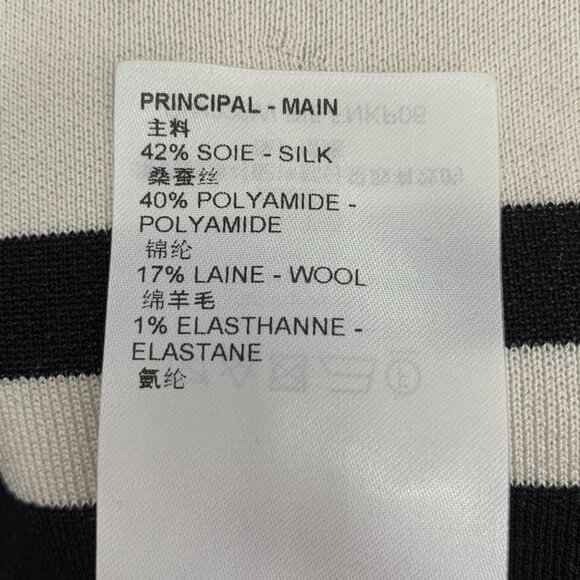 PRINCIPAL - MAIN
主料
42% SOIE - SILK
桑蚕丝
40% POLYAMIDE -
POLYAMIDE
锦纶
17% LAINE - WOOL
绵羊毛
1% ELASTHANNE -
ELASTANE
氨纶